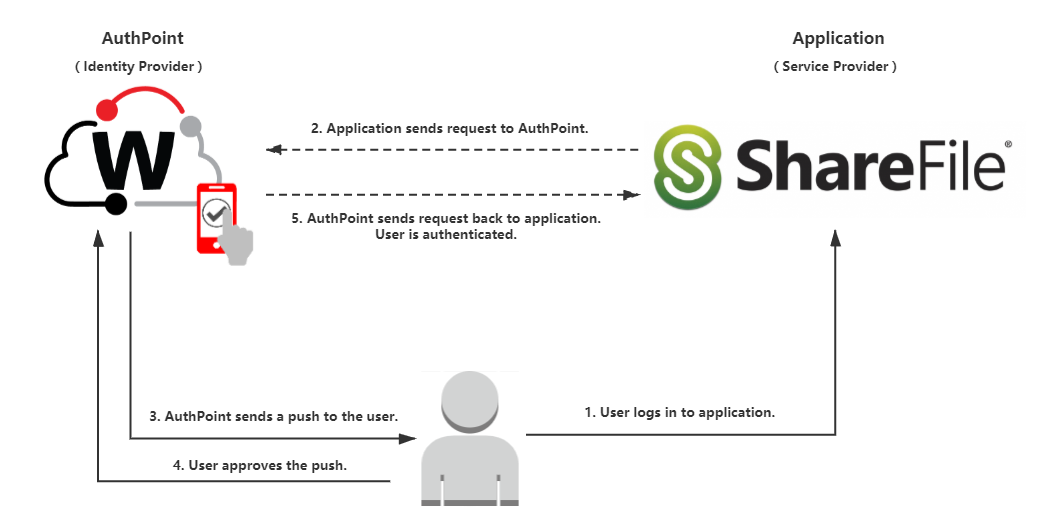 AuthPoint
( Identity Provider )
Application
( Service Provider )
W
2. Application sends request to AuthPoint.
ShareFile®
5. AuthPoint sends request back to application.
User is authenticated.
3. AuthPoint sends a push to the user.
1. User logs in to application.
4. User approves the push.